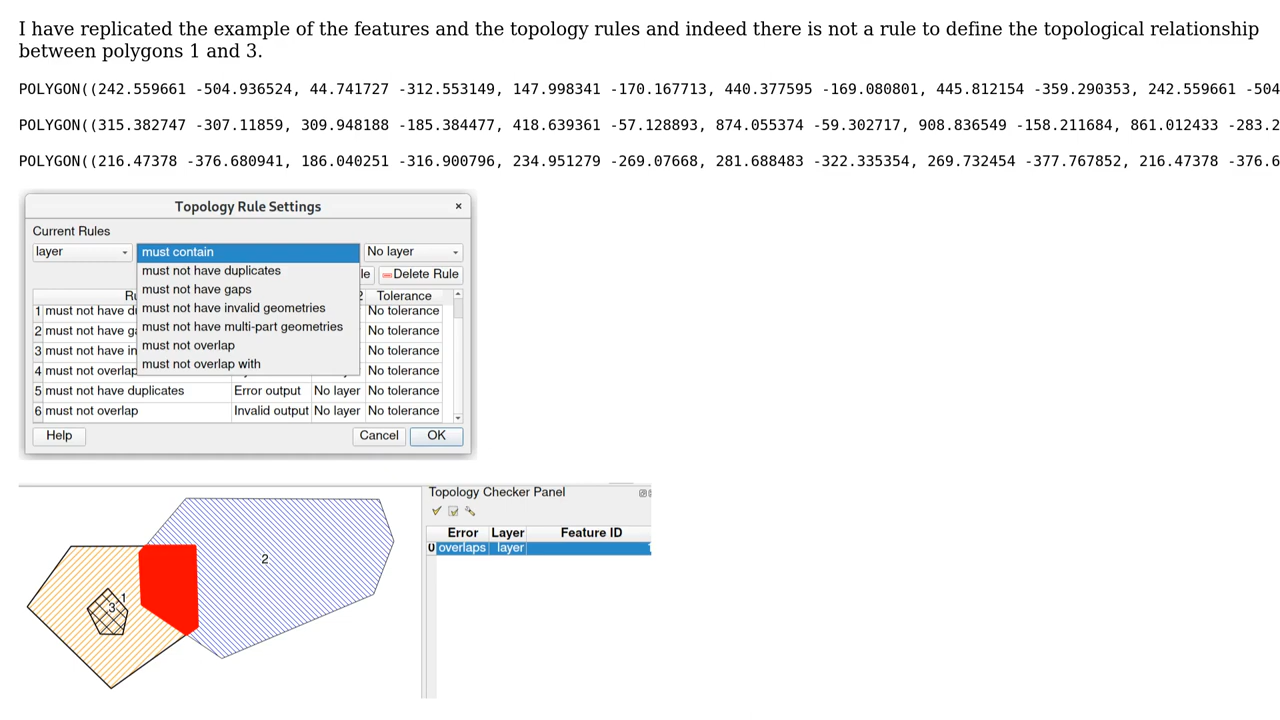 I have replicated the example of the features and the topology rules and indeed there is not a rule to define the topological relationship
between polygons 1 and 3.
POLYGON((242.559661 -504.936524, 44.741727 -312.553149, 147.998341 -170.167713, 440.377595 -169.080801, 445.812154 -359.290353, 242.559661 -504
POLYGON((315.382747 -307.11859, 309.948188 -185.384477, 418.639361 -57.128893, 874.055374 -59.302717, 908.836549 -158.211684, 861.012433 -283.2
POLYGON((216.47378 -376.680941, 186.040251 -316.900796, 234.951279 -269.07668, 281.688483 -322.335354, 269.732454 -377.767852, 216.47378 -376.6
Topology Rule Settings
Current Rules
layer must contain No layer
must not have duplicates
le Delete Rule
must not have gaps
Ru 2 Tolerance
must not have invalid geometries
1 must not have du No tolerance
must not have multi-part geometries
2 must not have ga No tolerance
must not overlap
3 must not have in No tolerance
must not overlap with
4 must not overlap No tolerance
5 must not have duplicates Error output No layer No tolerance
6 must not overlap Invalid output No layer No tolerance
Help Cancel OK
Topology Checker Panel
Error Layer Feature ID
0 overlaps layer 1
2
1
3